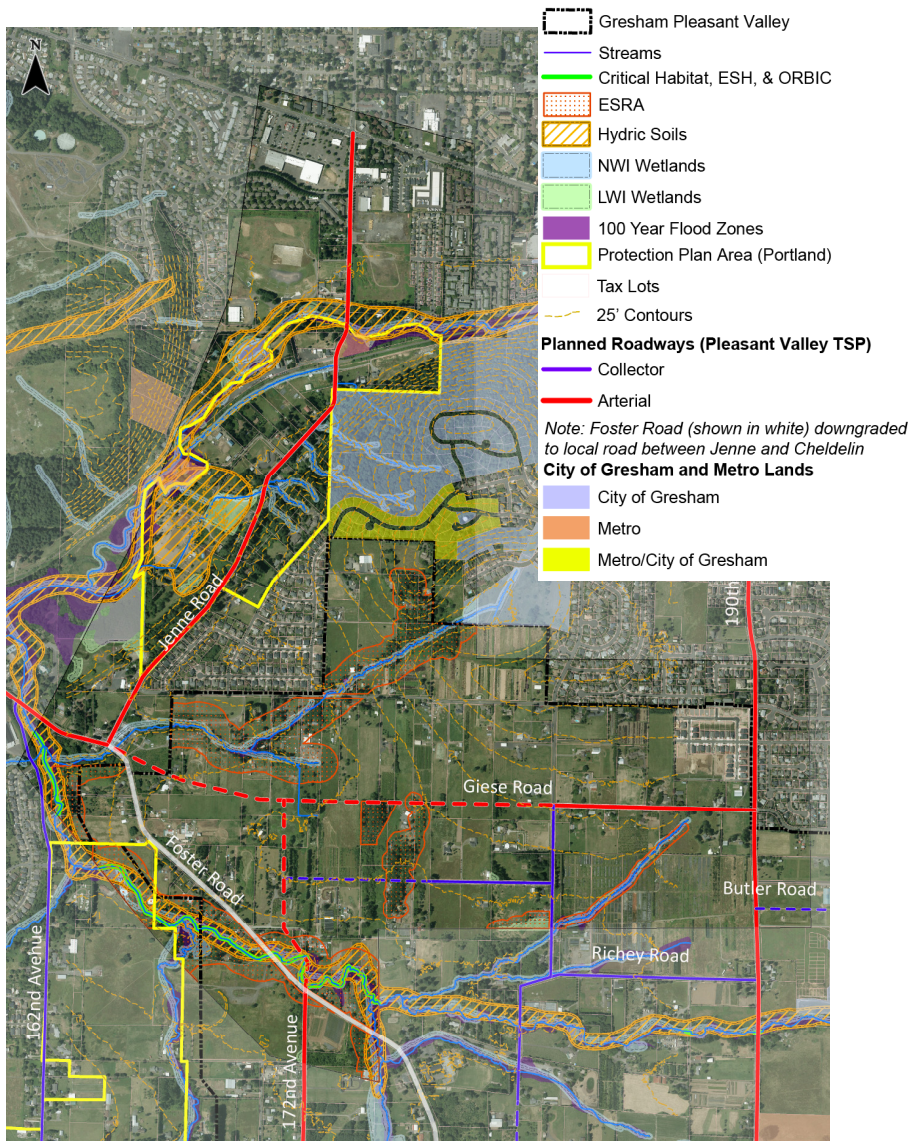 N
Gresham Pleasant Valley
Streams
Critical Habitat, ESH, & ORBIC
ESRA
Hydric Soils
NWI Wetlands
LWI Wetlands
100 Year Flood Zones
Protection Plan Area (Portland)
Tax Lots
25' Contours
Planned Roadways (Pleasant Valley TSP)
Collector
Arterial
Note: Foster Road (shown in white) downgraded
to local road between Jenne and Cheldelin
City of Gresham and Metro Lands
City of Gresham
Metro
Metro/City of Gresham
190th
Jenne Road
Giese Road
Foster Road
Butler Road
Richey Road
162nd Avehue
172nd Avenue